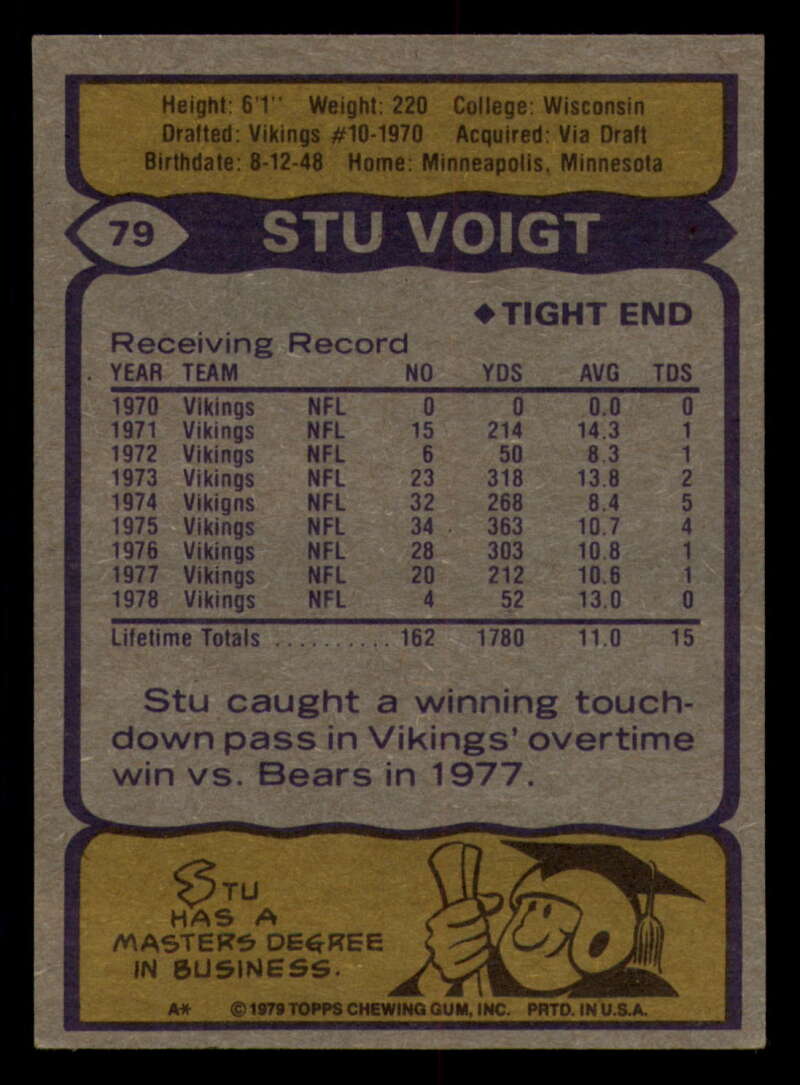 Height: 6'1" Weight: 220 College: Wisconsin
Drafted: Vikings #10-1970 Acquired: Via Draft
Birthdate: 8-12-48 Home: Minneapolis, Minnesota
79 STU VOIGT
◆TIGHT END
Receiving Record
YEAR TEAM NO YDS AVG TDS
1970 Vikings NFL 0 0 0.0 0
1971 Vikings NFL 15 214 14.3 1
1972 Vikings NFL 6 50 8.3 1
1973 Vikings NFL 23 318 13.8 2
1974 Vikigns NFL 32 268 8.4 5
1975 Vikings NFL 34 363 10.7 4
1976 Vikings NFL 28 303 10.8 1
1977 Vikings NFL 20 212 10.6 1
1978 Vikings NFL 4 52 13.0 0
Lifetime Totals .......... 162 1780 11.0 15
Stu caught a winning touch-
down pass in Vikings' overtime
win vs. Bears in 1977.
STU
HAS A
MASTERS DEGREE
IN BUSINESS.
A* ©1979 TOPPS CHEWING GUM, INC. PRTD. IN U.S.A.